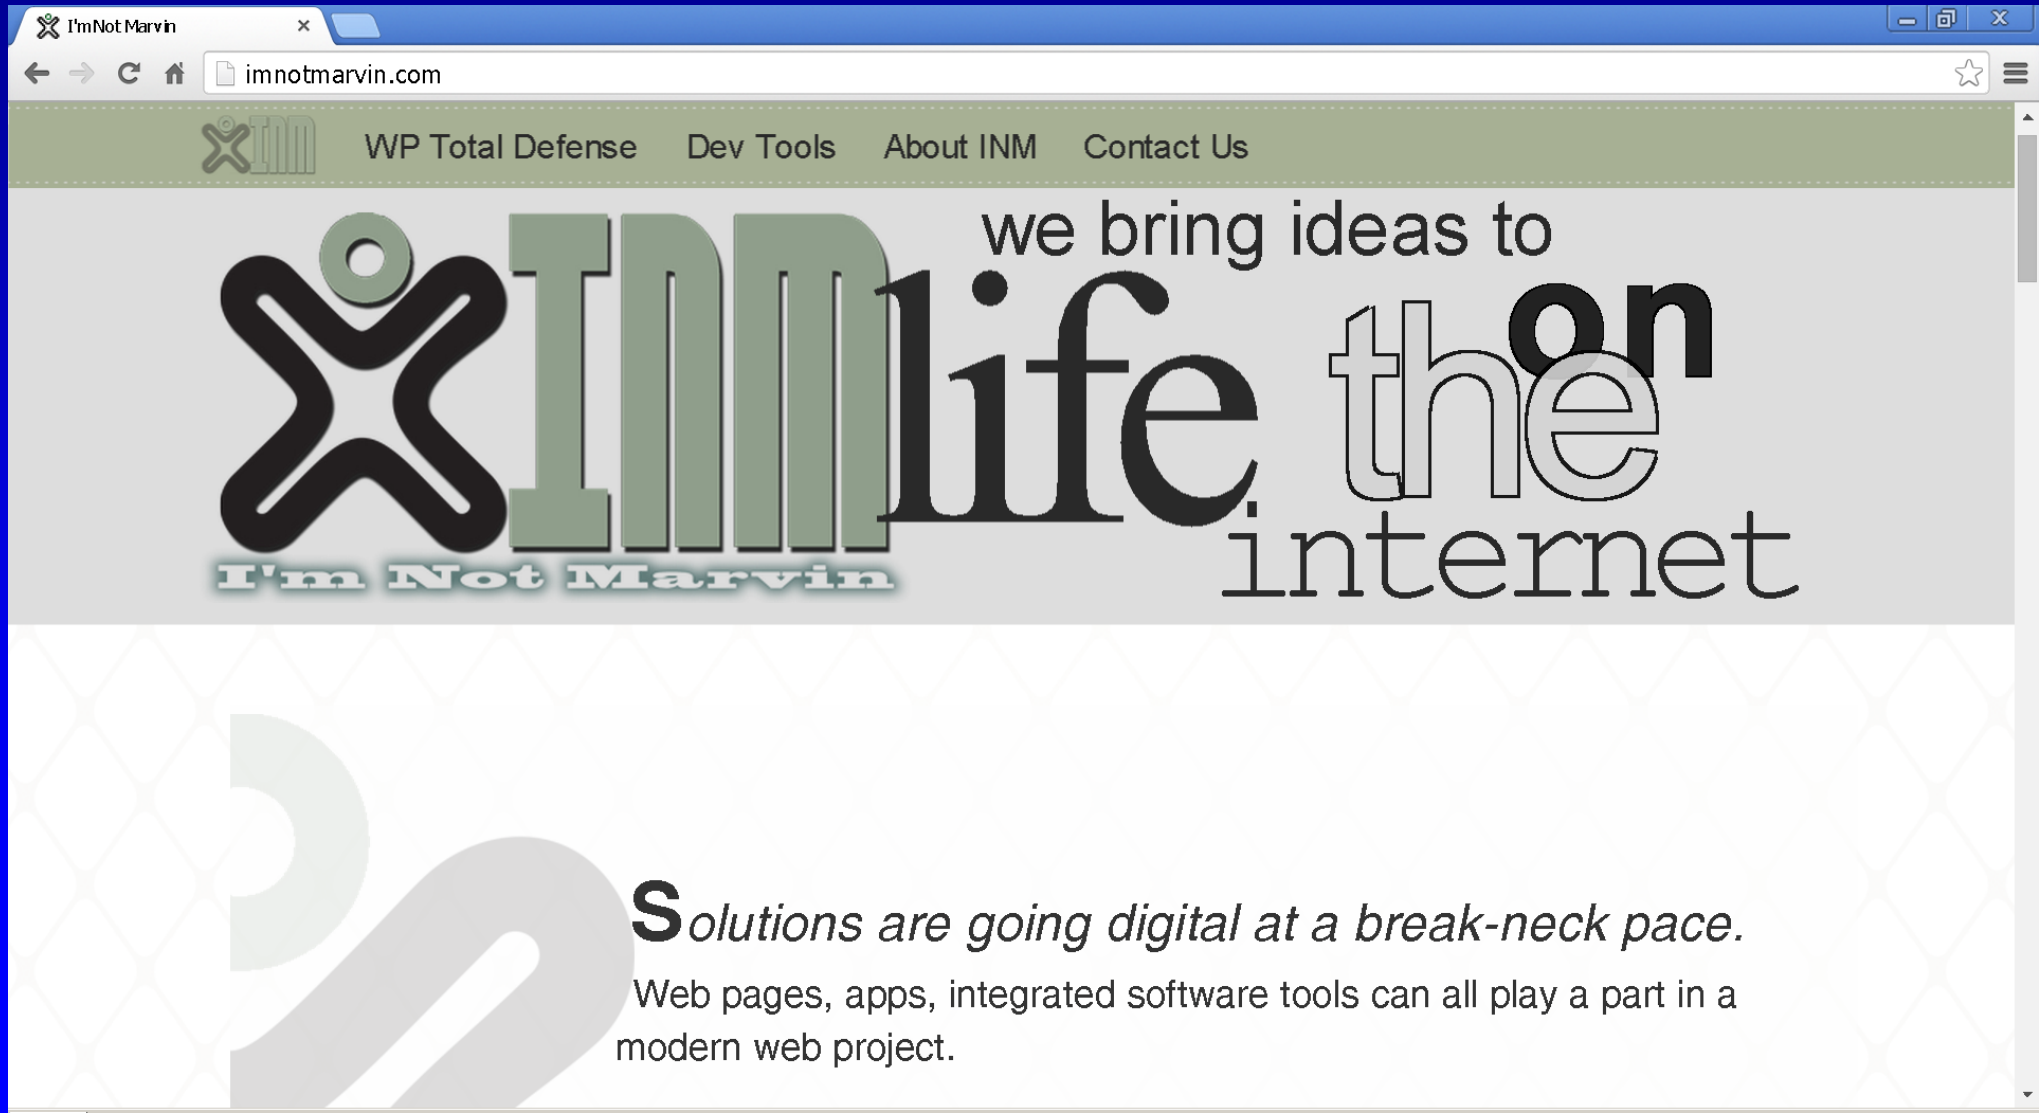 I'm Not Marvin
imnotmarvin.com
INM
WP Total Defense
Dev Tools
About INM
Contact Us
INM
I'm Not Marvin
we bring ideas to
life
on
the
internet
Solutions are going digital at a break-neck pace.
Web pages, apps, integrated software tools can all play a part in a
modern web project.